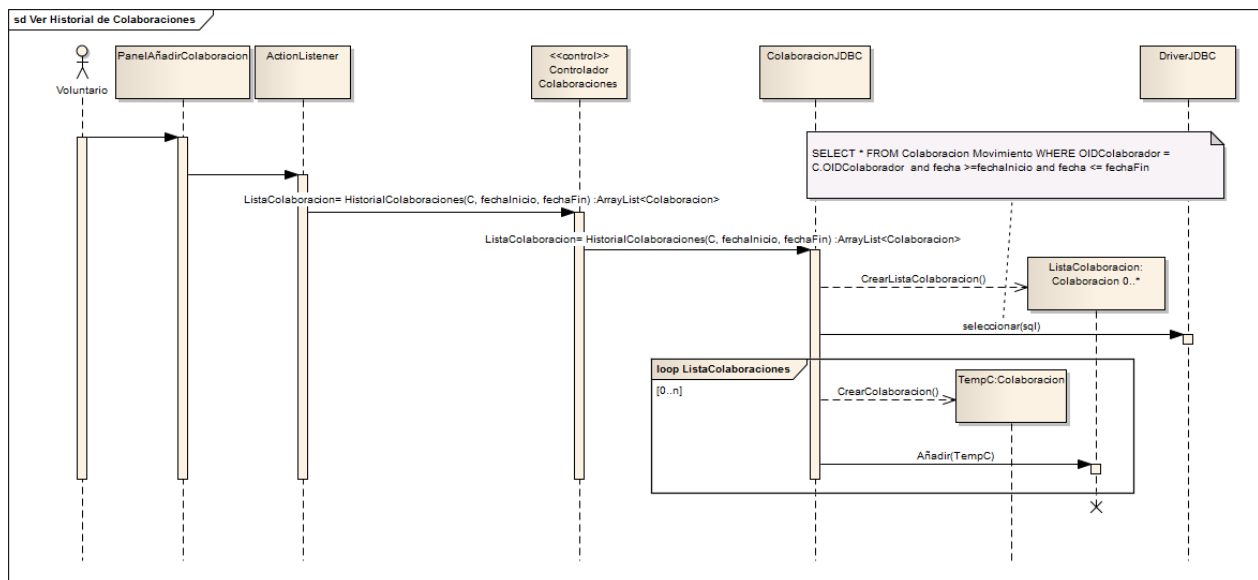 sd Ver Historial de Colaboraciones
Voluntario
PanelAñadirColaboracion
ActionListener
<<control>>
Controlador
Colaboraciones
ColaboracionJDBC
DriverJDBC
SELECT * FROM Colaboracion Movimiento WHERE OIDColaborador =
C.OIDColaborador and fecha >=fechaInicio and fecha <= fechaFin
ListaColaboracion= HistorialColaboraciones(C, fechaInicio, fechaFin) :ArrayList<Colaboracion>
ListaColaboracion= HistorialColaboraciones(C, fechaInicio, fechaFin) :ArrayList<Colaboracion>
CrearListaColaboracion()
ListaColaboracion:
Colaboracion 0..*
seleccionar(sql)
loop ListaColaboraciones
[0..n]
CrearColaboracion()
TempC:Colaboracion
Añadir(TempC)